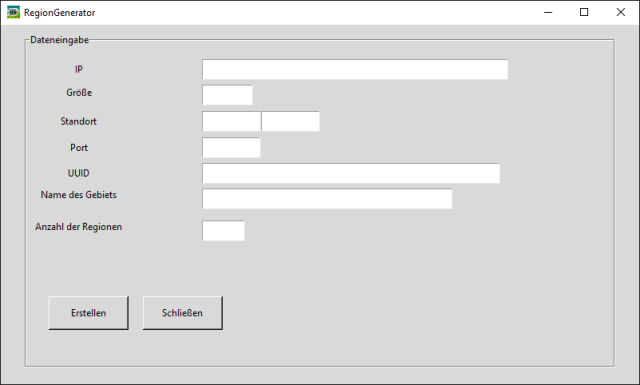 RegionGenerator
Dateneingabe
IP
Größe
Standort
Port
UUID
Name des Gebiets
Anzahl der Regionen
Erstellen Schließen